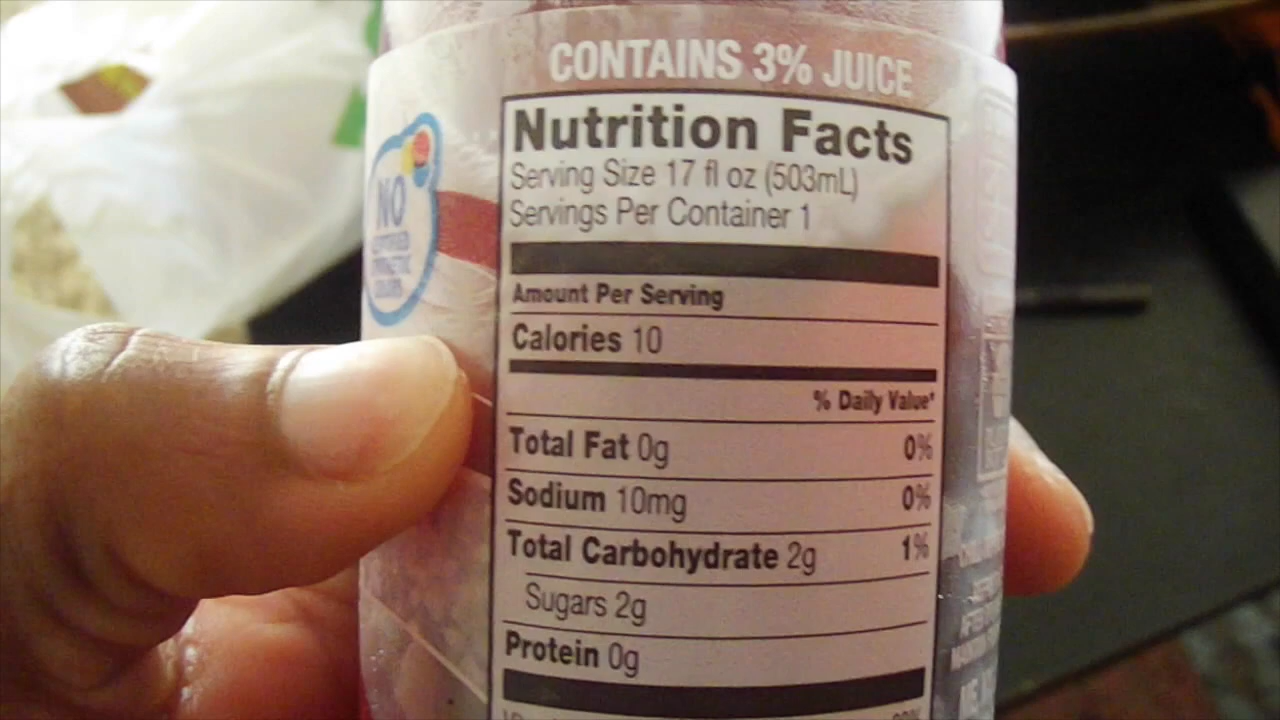 CONTAINS 3% JUICE
Nutrition Facts
Serving Size 17 fl oz (503mL)
Servings Per Container 1
Amount Per Serving
Calories 10
% Daily Value*
Total Fat 0g 0%
Sodium 10mg 0%
Total Carbohydrate 2g 1%
Sugars 2g
Protein 0g
NO